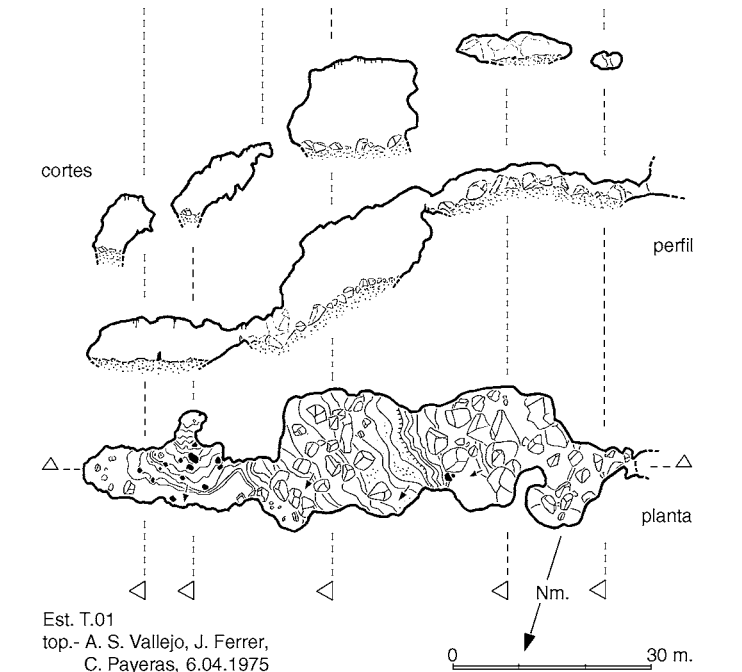 cortes
perfil
planta
Nm.
Est. T.01
top.- A. S. Vallejo, J. Ferrer,
C. Payeras, 6.04.1975
0 30 m.